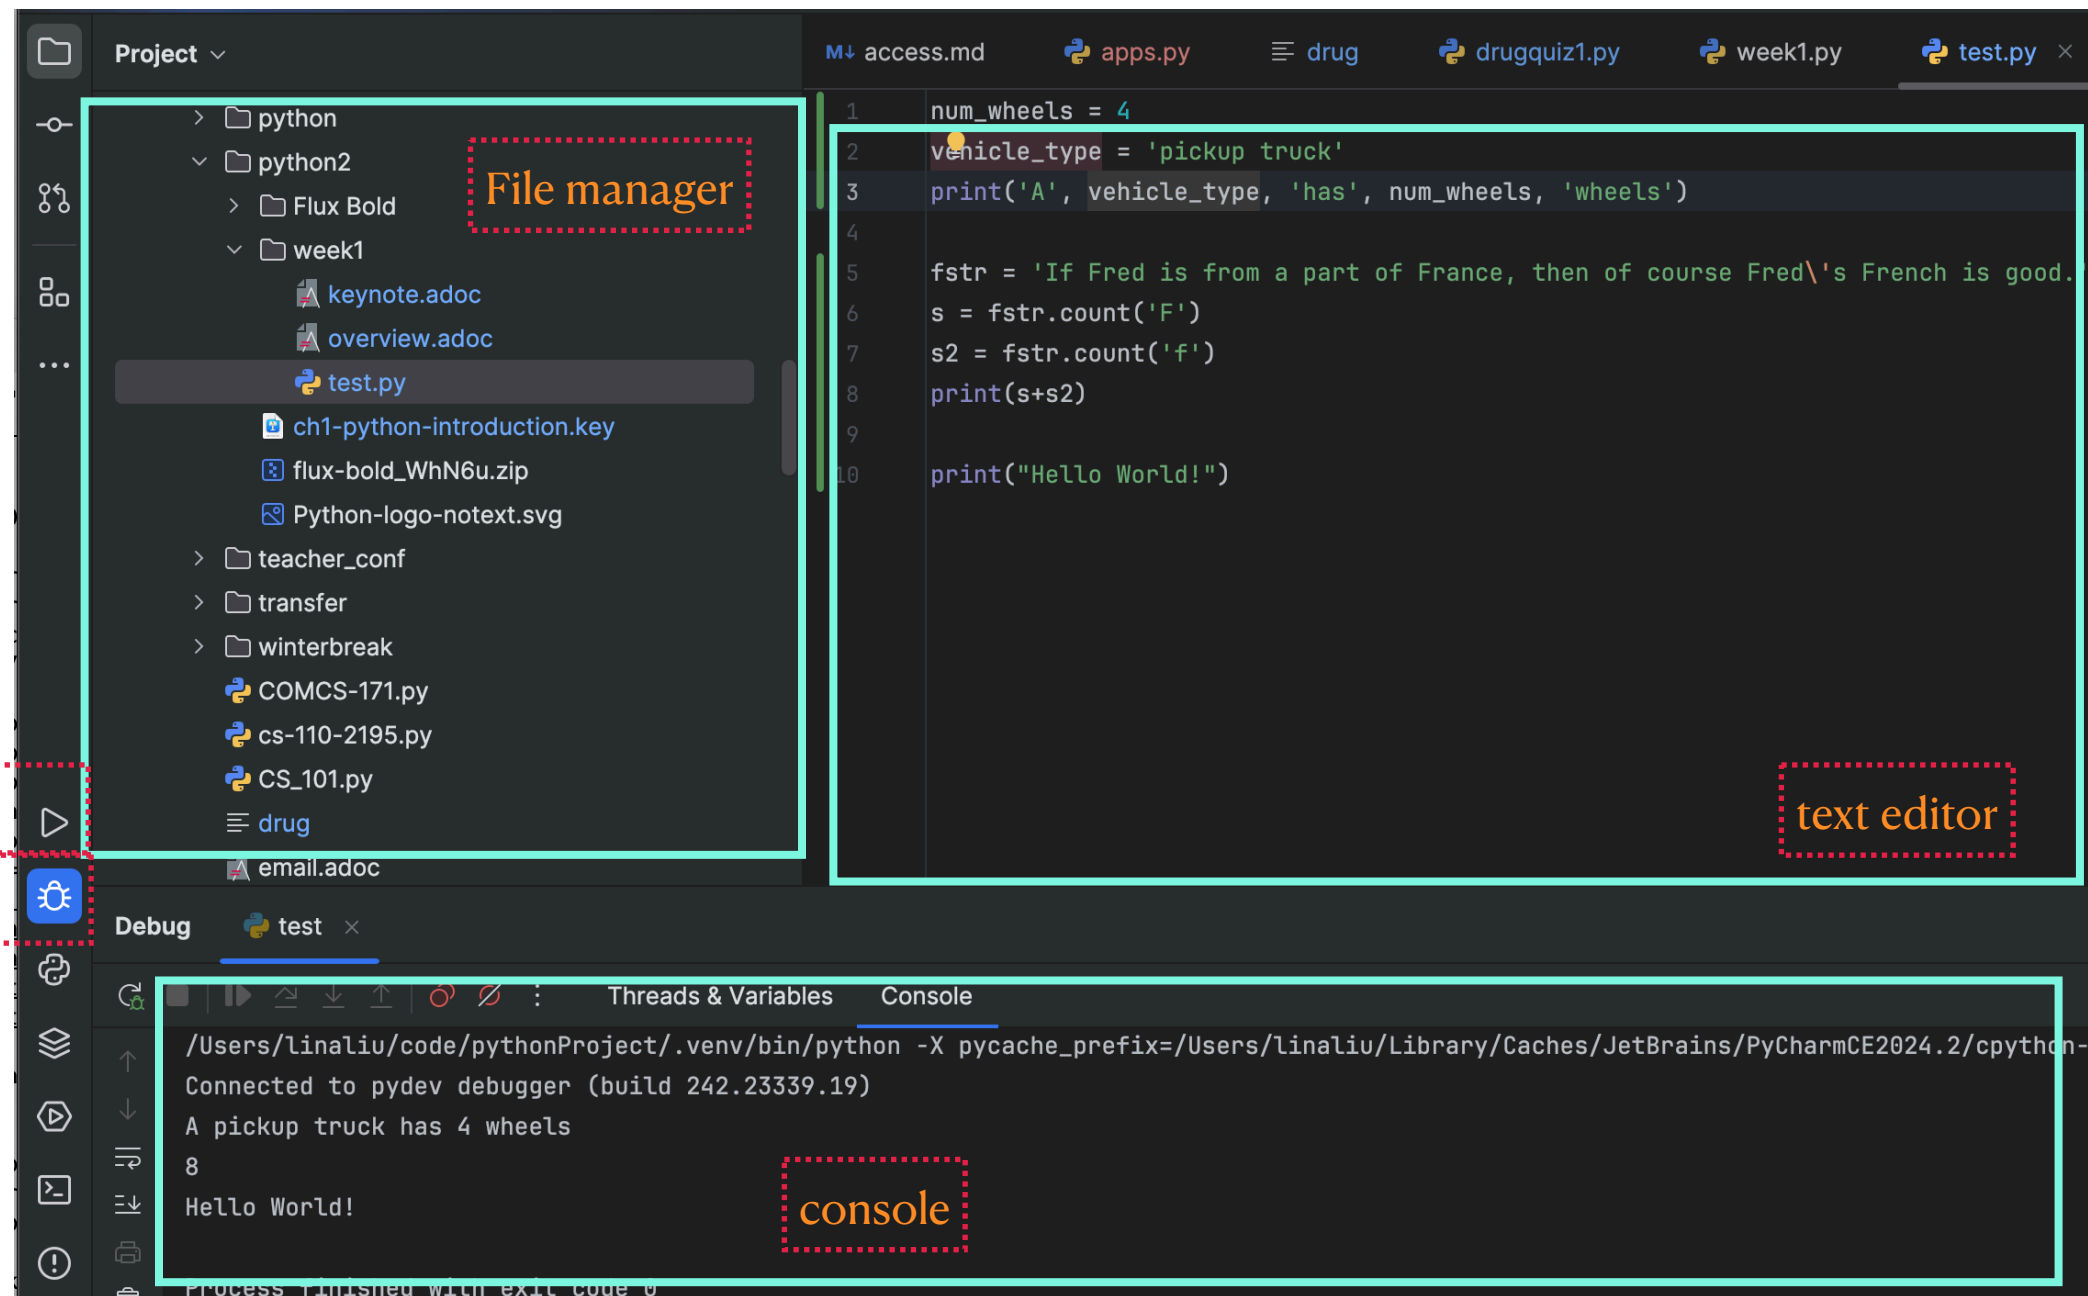 Project
access.md
apps.py
drug
drugquiz1.py
week1.py
test.py
python
python2
Flux Bold
week1
keynote.adoc
overview.adoc
test.py
ch1-python-introduction.key
flux-bold_WhN6u.zip
Python-logo-notext.svg
teacher_conf
transfer
winterbreak
COMCS-171.py
cs-110-2195.py
CS_101.py
drug
email.adoc
File manager
1 num_wheels = 4
2 vehicle_type = 'pickup truck'
3 print('A', vehicle_type, 'has', num_wheels, 'wheels')
4
5 fstr = 'If Fred is from a part of France, then of course Fred\'s French is good.'
6 s = fstr.count('F')
7 s2 = fstr.count('f')
8 print(s+s2)
9
10 print("Hello World!")
text editor
Debug
test
Threads & Variables
Console
/Users/linaliu/code/pythonProject/.venv/bin/python -X pycache_prefix=/Users/linaliu/Library/Caches/JetBrains/PyCharmCE2024.2/cpython-
Connected to pydev debugger (build 242.23339.19)
A pickup truck has 4 wheels
8
Hello World!
console
Process finished with exit code 0